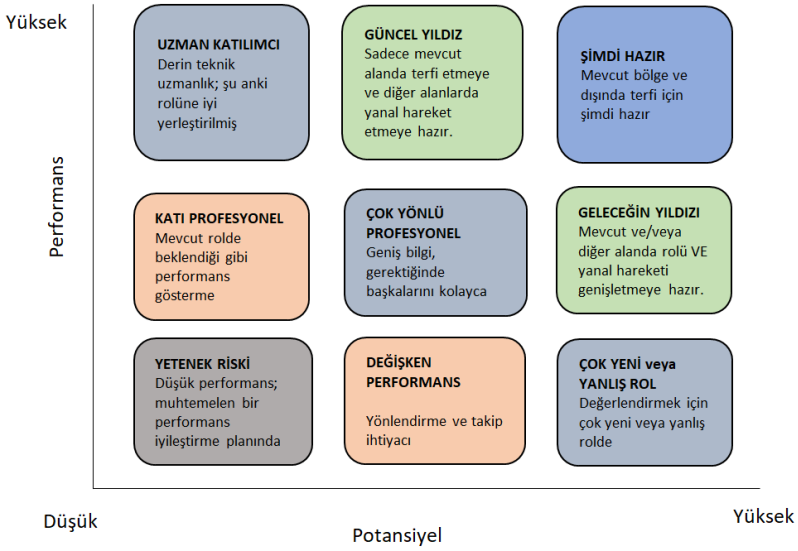 Yüksek
UZMAN KATILIMCI
Derin teknik
uzmanlık; şu anki
rolüne iyi
yerleştirilmiş
GÜNCEL YILDIZ
Sadece mevcut
alanda terfi etmeye
ve diğer alanlarda
yanal hareket
etmeye hazır.
ŞİMDİ HAZIR
Mevcut bölge ve
dışında terfi için
şimdi hazır
Performans
KATI PROFESYONEL
Mevcut rolde
beklendiği gibi
performans
gösterme
ÇOK YÖNLÜ
PROFESYONEL
Geniş bilgi,
gerektiğinde
başkalarını kolayca
GELECEĞİN YILDIZI
Mevcut ve/veya
diğer alanda rolü VE
yanal hareketi
genişletmeye hazır.
YETENEK RİSKİ
Düşük performans;
muhtemelen bir
performans
iyileştirme planında
DEĞİŞKEN
PERFORMANS
Yönlendirme ve takip
ihtiyacı
ÇOK YENİ veya
YANLIŞ ROL
Değerlendirmek için
çok yeni veya yanlış
rolde
Düşük
Potansiyel
Yüksek